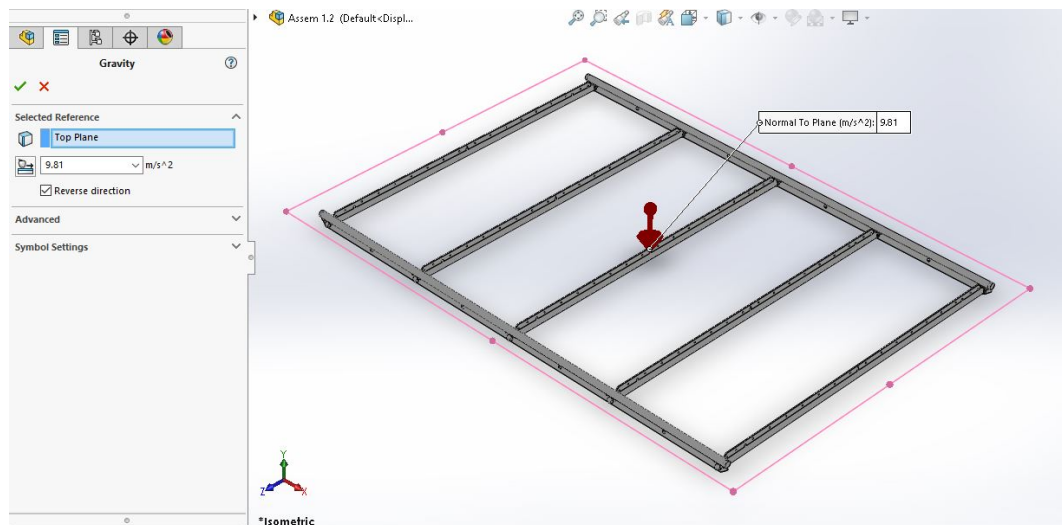 Assem 1.2 (Default<Displ...
Gravity
Selected Reference
Top Plane
9.81 m/s^2
Reverse direction
Advanced
Symbol Settings
Normal To Plane (m/s^2): 9.81
Y
Z
X
*Isometric